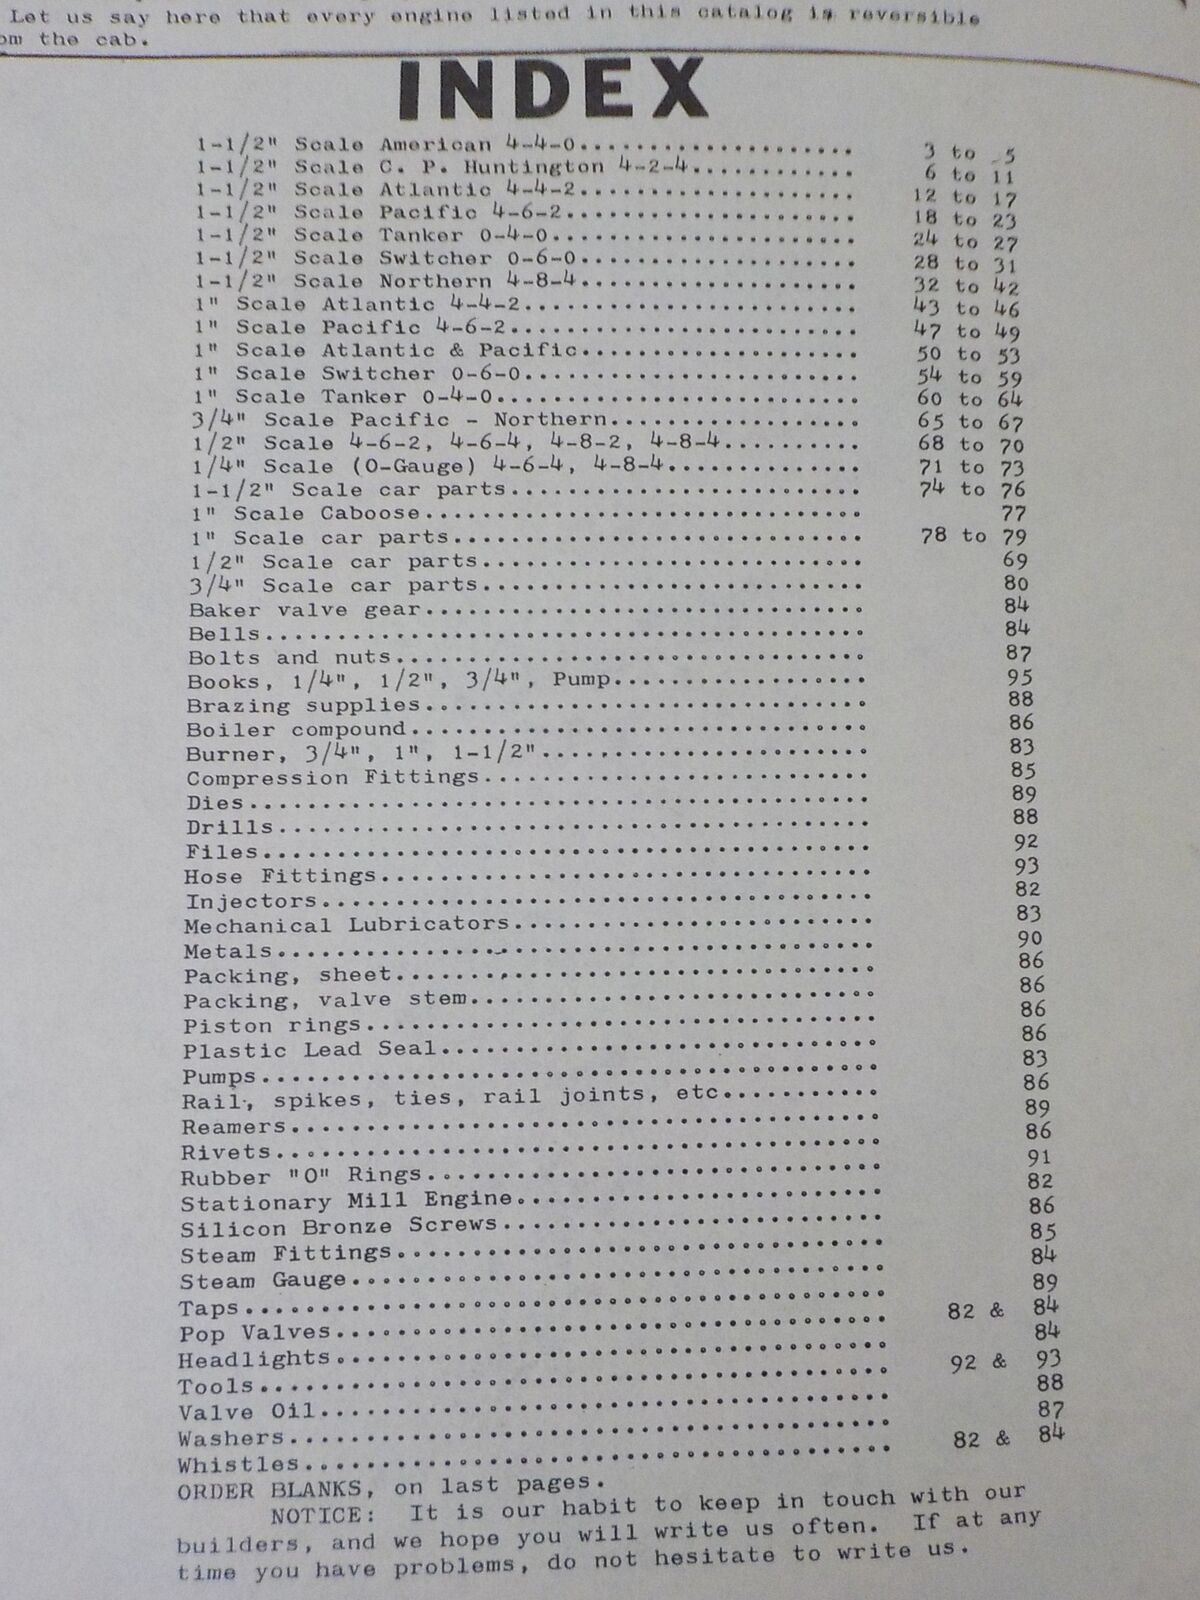 Let us say here that every engine listed in this catalog is reversible
om the cab.
INDEX
1-1/2" Scale American 4-4-0................... 3 to 5
1-1/2" Scale C. P. Huntington 4-2-4........... 6 to 11
1-1/2" Scale Atlantic 4-4-2................... 12 to 17
1-1/2" Scale Pacific 4-6-2.................... 18 to 23
1-1/2" Scale Tanker 0-4-0..................... 24 to 27
1-1/2" Scale Switcher 0-6-0................... 28 to 31
1-1/2" Scale Northern 4-8-4................... 32 to 42
1" Scale Atlantic 4-4-2....................... 43 to 46
1" Scale Pacific 4-6-2........................ 47 to 49
1" Scale Atlantic & Pacific................... 50 to 53
1" Scale Switcher 0-6-0....................... 54 to 59
1" Scale Tanker 0-4-0......................... 60 to 64
3/4" Scale Pacific - Northern................. 65 to 67
1/2" Scale 4-6-2, 4-6-4, 4-8-2, 4-8-4......... 68 to 70
1/4" Scale (O-Gauge) 4-6-4, 4-8-4............. 71 to 73
1-1/2" Scale car parts........................ 74 to 76
1" Scale Caboose.............................. 77
1" Scale car parts............................ 78 to 79
1/2" Scale car parts.......................... 69
3/4" Scale car parts.......................... 80
Baker valve gear.............................. 84
Bells......................................... 84
Bolts and nuts................................ 87
Books, 1/4", 1/2", 3/4", Pump................. 95
Brazing supplies.............................. 88
Boiler compound............................... 86
Burner, 3/4", 1", 1-1/2"...................... 83
Compression Fittings.......................... 85
Dies.......................................... 89
Drills........................................ 88
Files......................................... 92
Hose Fittings................................. 93
Injectors..................................... 82
Mechanical Lubricators........................ 83
Metals........................................ 90
Packing, sheet................................ 86
Packing, valve stem........................... 86
Piston rings.................................. 86
Plastic Lead Seal............................. 86
Pumps......................................... 83
Rail, spikes, ties, rail joints, etc.......... 86
Reamers....................................... 89
Rivets........................................ 86
Rubber "O" Rings.............................. 91
Stationary Mill Engine........................ 82
Silicon Bronze Screws......................... 86
Steam Fittings................................ 85
Steam Gauge................................... 84
Taps.......................................... 89
Pop Valves.................................... 82 & 84
Headlights.................................... 84
Tools......................................... 92 & 93
Valve Oil..................................... 88
Washers....................................... 87
Whistles...................................... 82 & 84
ORDER BLANKS, on last pages.
NOTICE: It is our habit to keep in touch with our
builders, and we hope you will write us often. If at any
time you have problems, do not hesitate to write us.